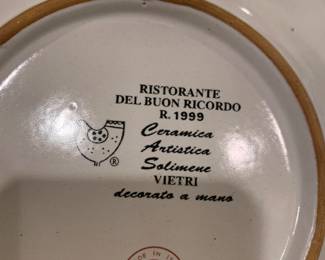 RISTORANTE
DEL BUON RICORDO
R. 1999
Ceramica
Artistica
Solimene
VIETRI
decorato a mano
®